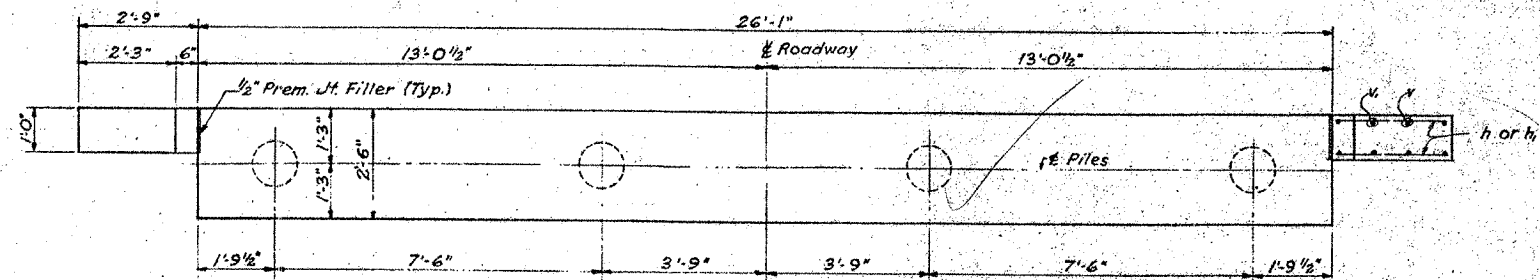 2'-9"
26'-1"
2'-3"
6"
13'-0½"
℄ Roadway
13'-0½"
½" Prem. Jt. Filler (Typ.)
1'-0"
1'-3"
1'-3"
2'-6"
℄ Piles
v
v
h or h,
1'-9½"
7'-6"
3'-9"
3'-9"
7'-6"
1'-9½"